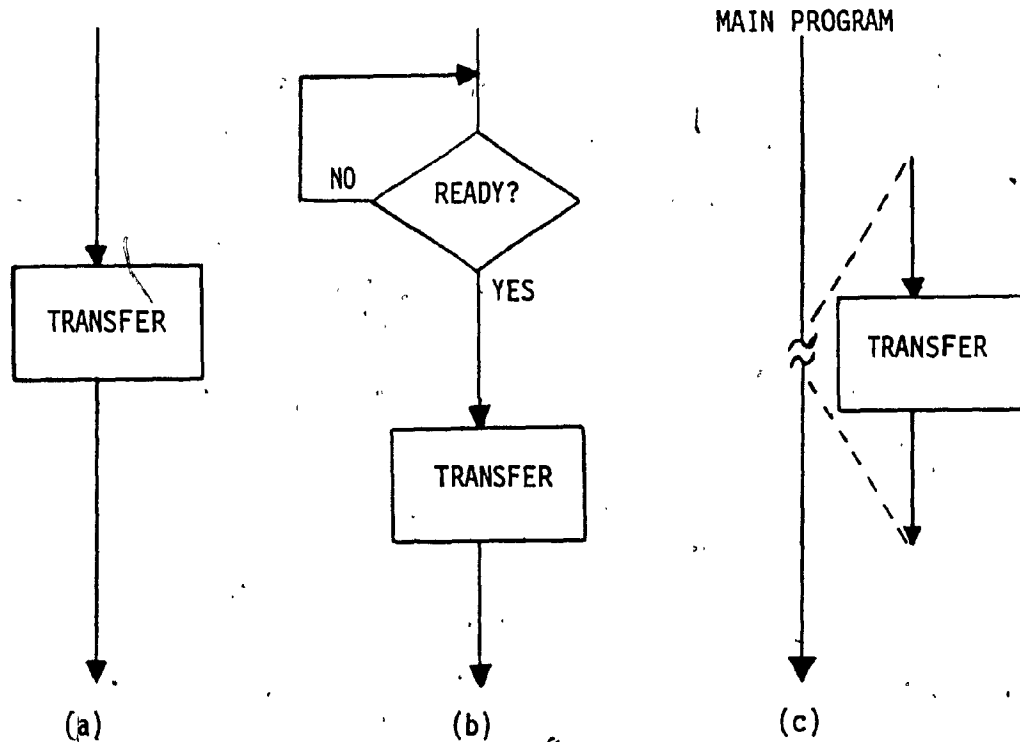 MAIN PROGRAM
NO
READY?
YES
TRANSFER
TRANSFER
TRANSFER
(a)
(b)
(c)